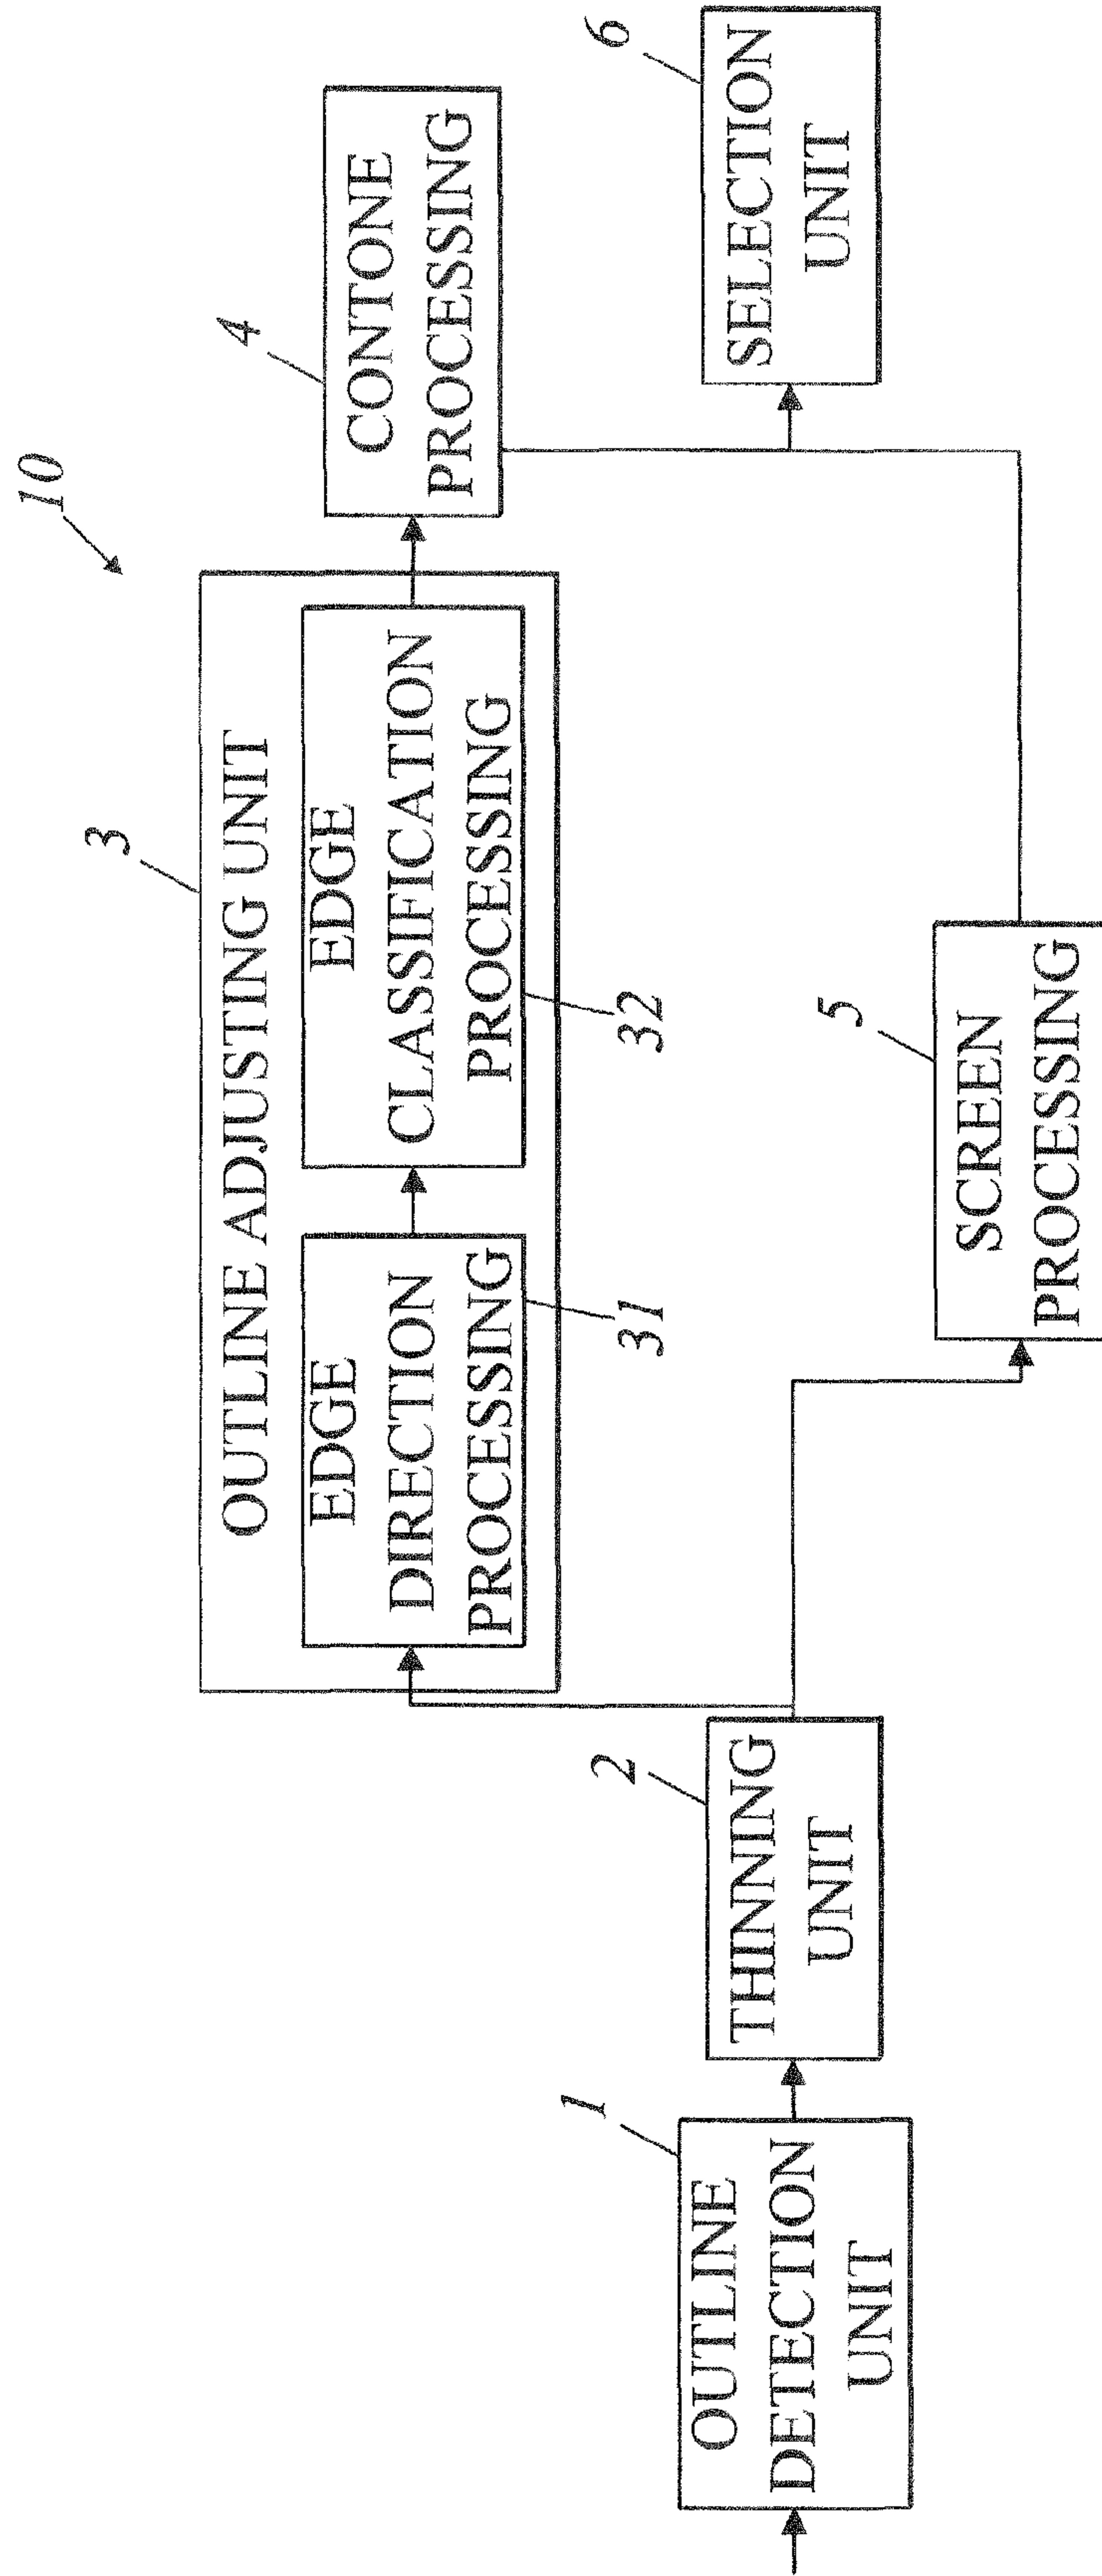 10
3
OUTLINE ADJUSTING UNIT
EDGE
DIRECTION
PROCESSING
31
EDGE
CLASSIFICATION
PROCESSING
32
4
CONTONE
PROCESSING
1
OUTLINE
DETECTION
UNIT
2
THINNING
UNIT
5
SCREEN
PROCESSING
6
SELECTION
UNIT